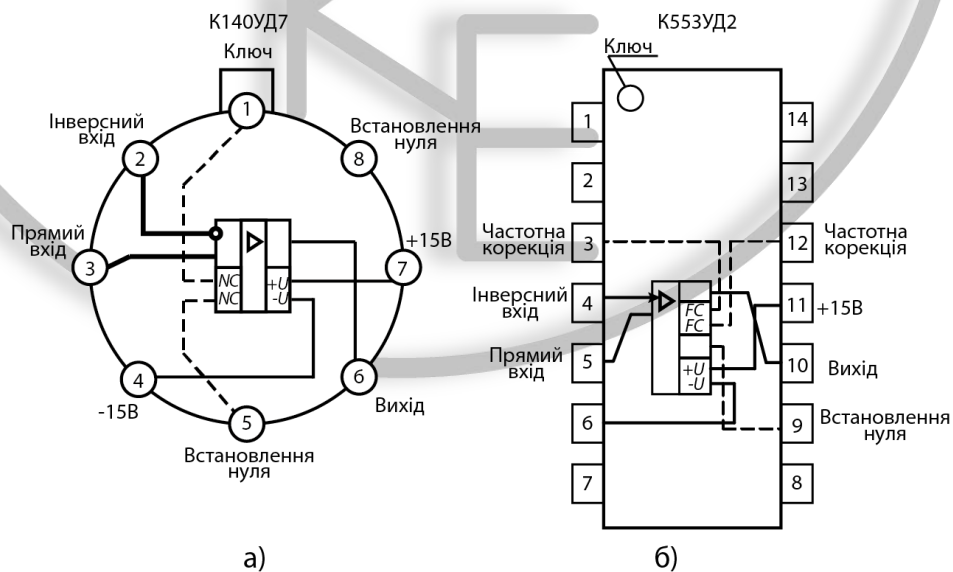 К140УД7
Ключ
1
Інверсний
вхід
2
Встановлення
нуля
8
Прямий
вхід
3
+15В
7
NC
NC
+U
-U
4
-15В
6
Вихід
5
Встановлення
нуля
а)
К553УД2
Ключ
1
14
2
13
Частотна
корекція
3
12
Частотна
корекція
Інверсний
вхід
4
FC
FC
11
+15В
Прямий
вхід
5
+U
-U
10
Вихід
6
9
Встановлення
нуля
7
8
б)